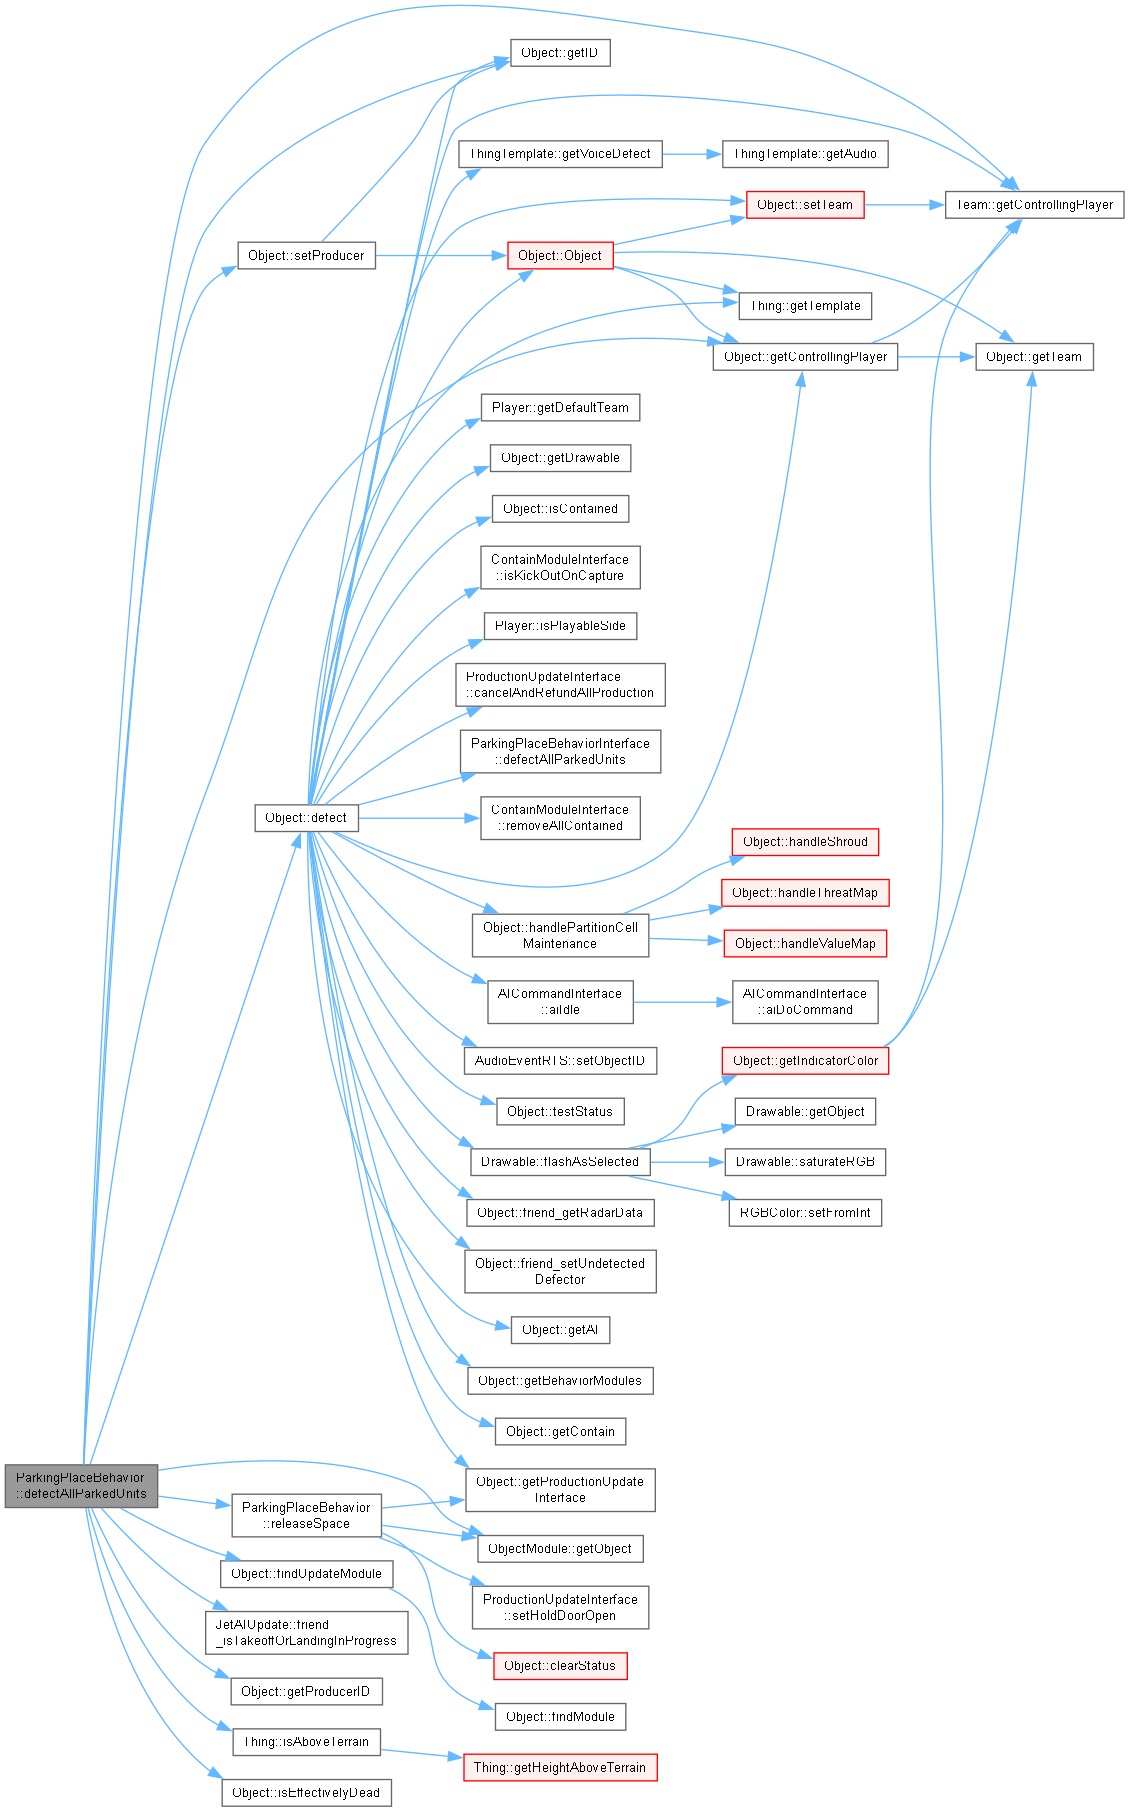 Object::getID
ThingTemplate::getVoiceDefect
ThingTemplate::getAudio
Object::setTeam
Team::getControllingPlayer
Object::setProducer
Object::Object
Thing::getTemplate
Object::getControllingPlayer
Object::getTeam
Player::getDefaultTeam
Object::getDrawable
Object::isContained
ContainModuleInterface
::isKickOutOnCapture
Player::isPlayableSide
ProductionUpdateInterface
::cancelAndRefundAllProduction
ParkingPlaceBehaviorInterface
::defectAllParkedUnits
Object::defect
ContainModuleInterface
::removeAllContained
Object::handleShroud
Object::handleThreatMap
Object::handlePartitionCell
Maintenance
Object::handleValueMap
AICommandInterface
::aiIdle
AICommandInterface
::aiDoCommand
AudioEventRTS::setObjectID
Object::getIndicatorColor
Object::testStatus
Drawable::getObject
Drawable::flashAsSelected
Drawable::saturateRGB
Object::friend_getRadarData
RGBColor::setFromInt
Object::friend_setUndetected
Defector
Object::getAI
Object::getBehaviorModules
Object::getContain
ParkingPlaceBehavior
::defectAllParkedUnits
Object::getProductionUpdate
Interface
ParkingPlaceBehavior
::releaseSpace
ObjectModule::getObject
Object::findUpdateModule
ProductionUpdateInterface
::setHoldDoorOpen
JetAIUpdate::friend
_isTakeoffOrLandingInProgress
Object::clearStatus
Object::getProducerID
Object::findModule
Thing::isAboveTerrain
Thing::getHeightAboveTerrain
Object::isEffectivelyDead